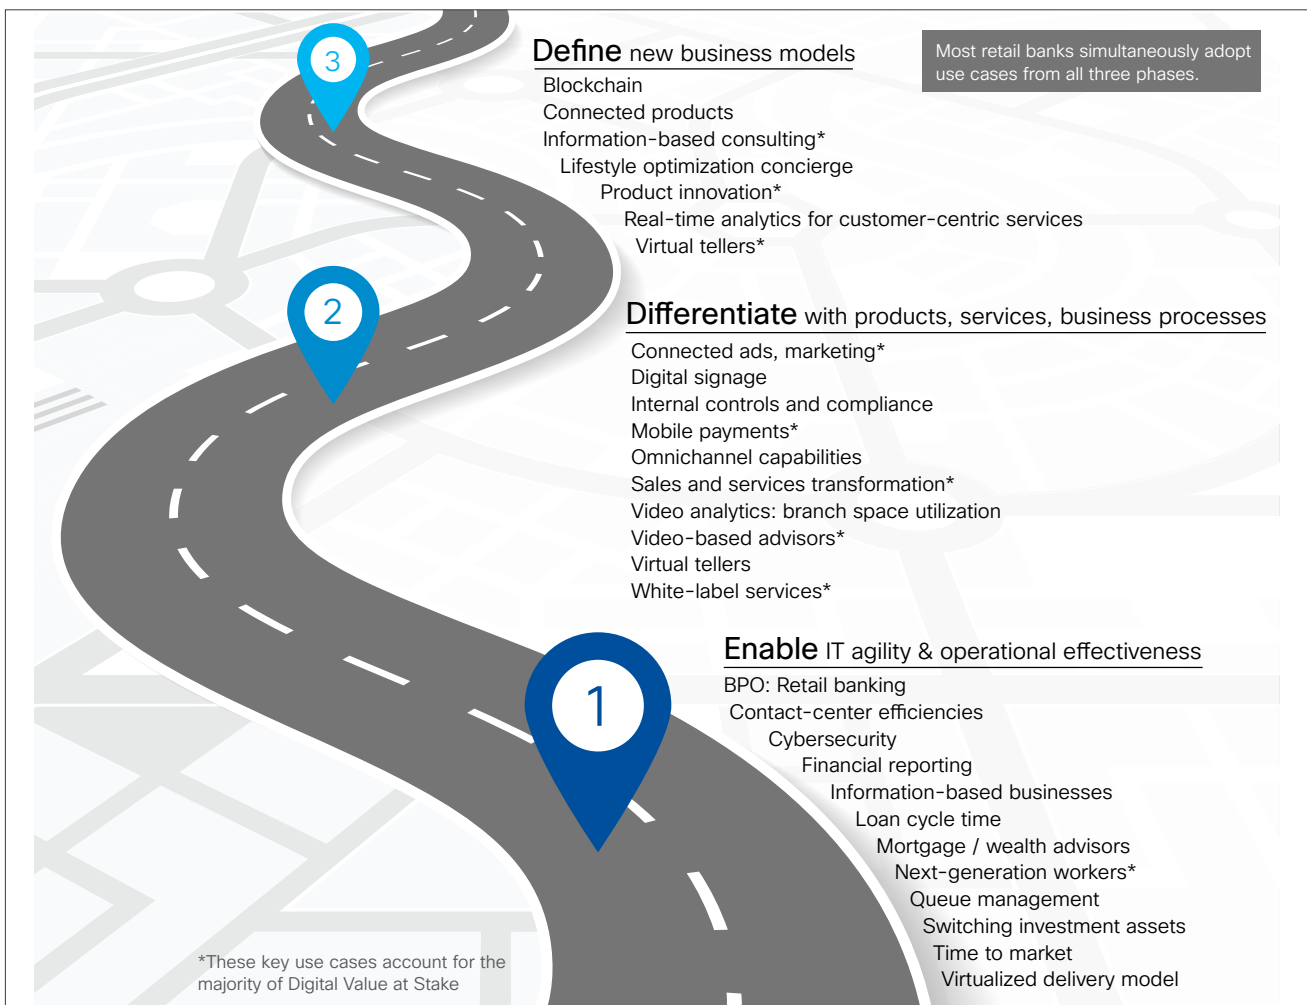 3
Define new business models
Most retail banks simultaneously adopt
use cases from all three phases.
Blockchain
Connected products
Information-based consulting*
Lifestyle optimization concierge
Product innovation*
Real-time analytics for customer-centric services
Virtual tellers*
2
Differentiate with products, services, business processes
Connected ads, marketing*
Digital signage
Internal controls and compliance
Mobile payments*
Omnichannel capabilities
Sales and services transformation*
Video analytics: branch space utilization
Video-based advisors*
Virtual tellers
White-label services*
1
Enable IT agility & operational effectiveness
BPO: Retail banking
Contact-center efficiencies
Cybersecurity
Financial reporting
Information-based businesses
Loan cycle time
Mortgage / wealth advisors
Next-generation workers*
Queue management
Switching investment assets
Time to market
Virtualized delivery model
*These key use cases account for the
majority of Digital Value at Stake